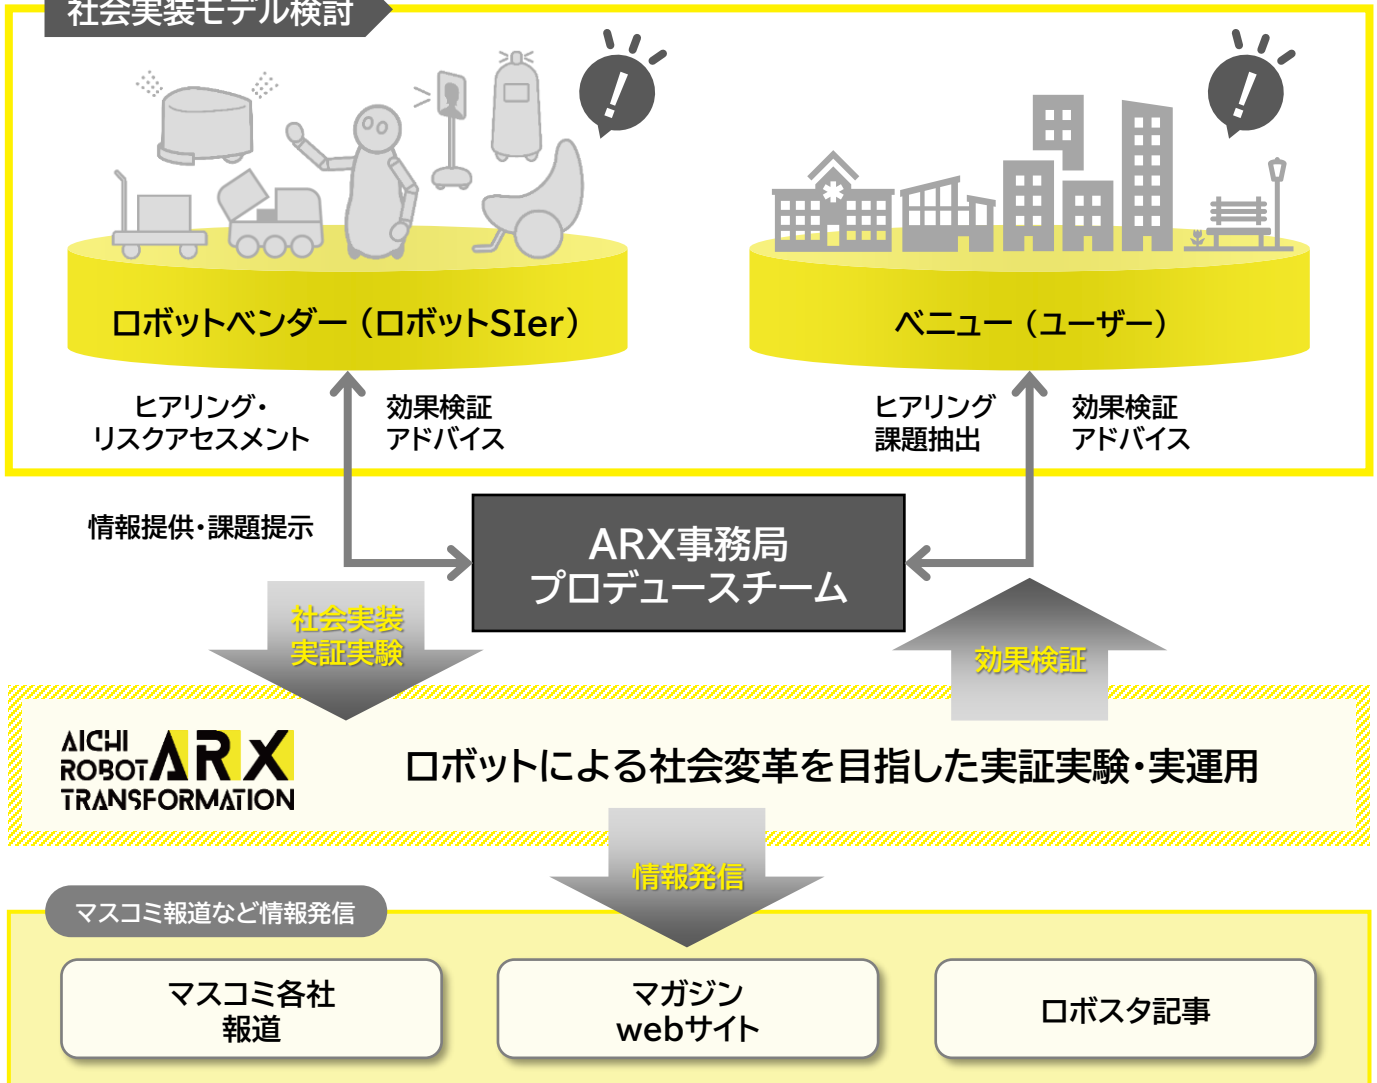 社会実装モデル検討
ロボットベンダー（ロボットSIer）
ベニュー（ユーザー）
ヒアリング・
リスクアセスメント
効果検証
アドバイス
ヒアリング
課題抽出
効果検証
アドバイス
情報提供・課題提示
ARX事務局
プロデュースチーム
社会実装
実証実験
効果検証
AICHI
ROBOT
TRANSFORMATION
ARX
ロボットによる社会変革を目指した実証実験・実運用
情報発信
マスコミ報道など情報発信
マスコミ各社
報道
マガジン
webサイト
ロボスタ記事